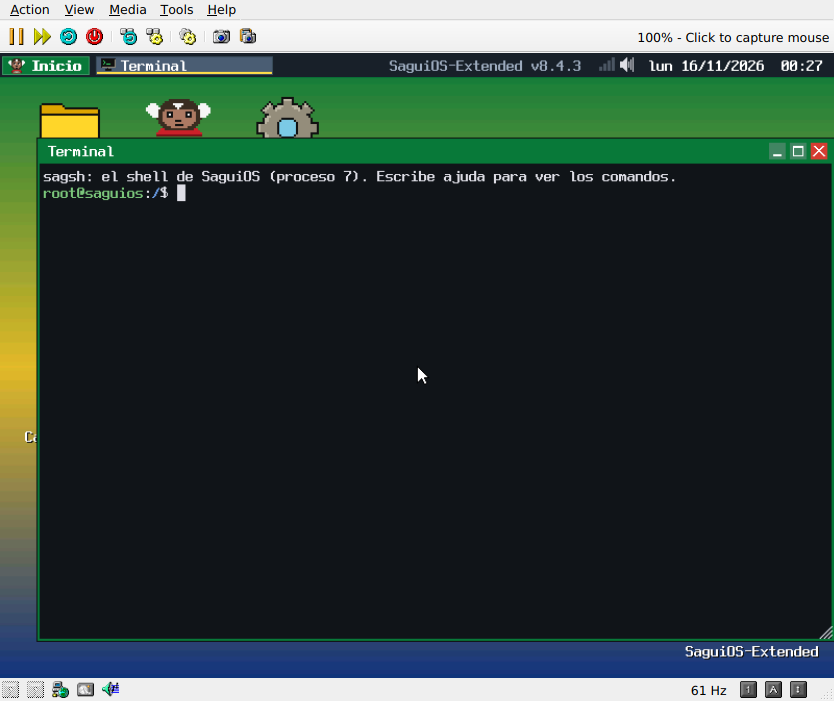 Action View Media Tools Help
100% - Click to capture mouse
Inicio Terminal SaguiOS-Extended v8.4.3 lun 16/11/2026 00:27
Terminal
sagsh: el shell de SaguiOS (proceso 7). Escribe ajuda para ver los comandos.
root@saguios:/$
SaguiOS-Extended
61 Hz